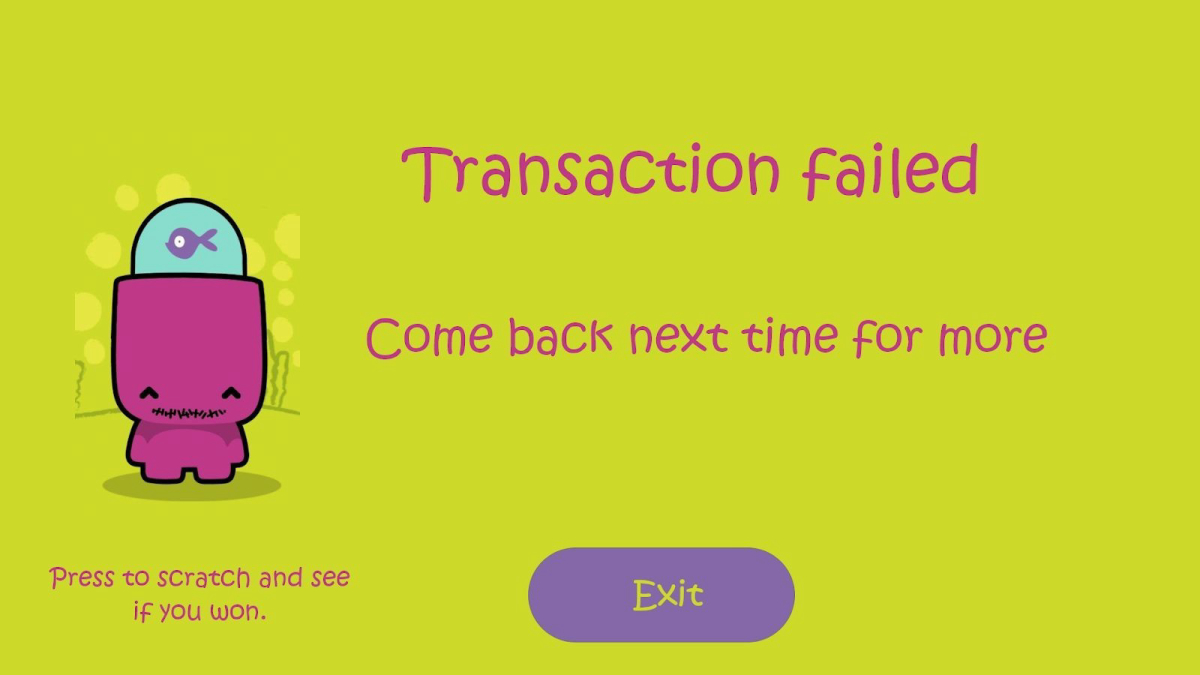 Transaction failed
Come back next time for more
Press to scratch and see
if you won.
Exit